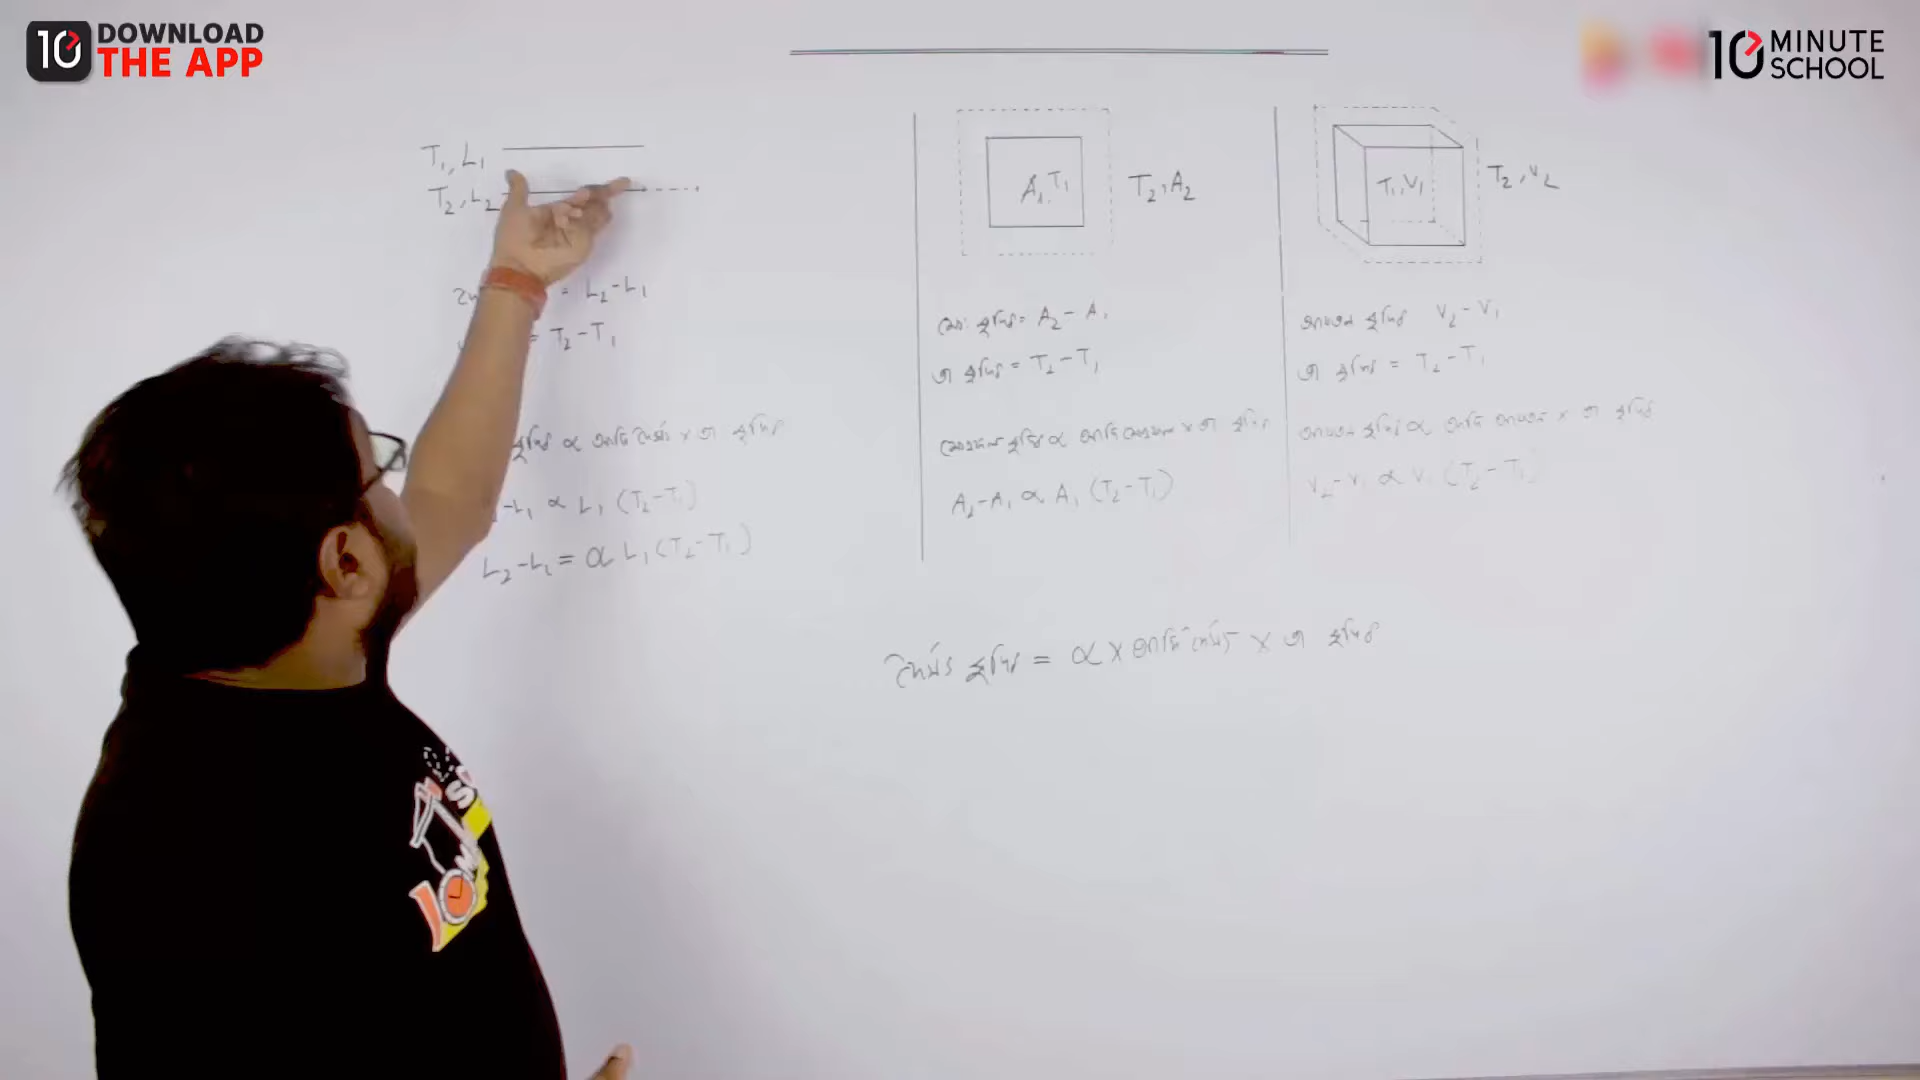 DOWNLOAD
THE APP
10 MINUTE
SCHOOL
T₁, L₁
T₂, L₂
= L₂-L₁
= T₂-T₁
বৃদ্ধি ∝ আদি দৈর্ঘ্য × তা বৃদ্ধি
-L₁ ∝ L₁ (T₂-T₁)
L₂-L₁ = α L₁ (T₂-T₁)
A₁, T₁
T₂, A₂
ক্ষেঃ বৃদ্ধি = A₂ - A₁
তা বৃদ্ধি = T₂ - T₁
ক্ষেত্রফল বৃদ্ধি ∝ আদি ক্ষেত্রফল × তা বৃদ্ধি
A₂-A₁ ∝ A₁ (T₂-T₁)
T₁, V₁
T₂, V₂
আয়তন বৃদ্ধি V₂ - V₁
তা বৃদ্ধি = T₂ - T₁
আয়তন বৃদ্ধি ∝ আদি আয়তন × তা বৃদ্ধি
V₂-V₁ ∝ V₁ (T₂-T₁)
দৈর্ঘ্য বৃদ্ধি = α × আদি দৈর্ঘ্য × তা বৃদ্ধি